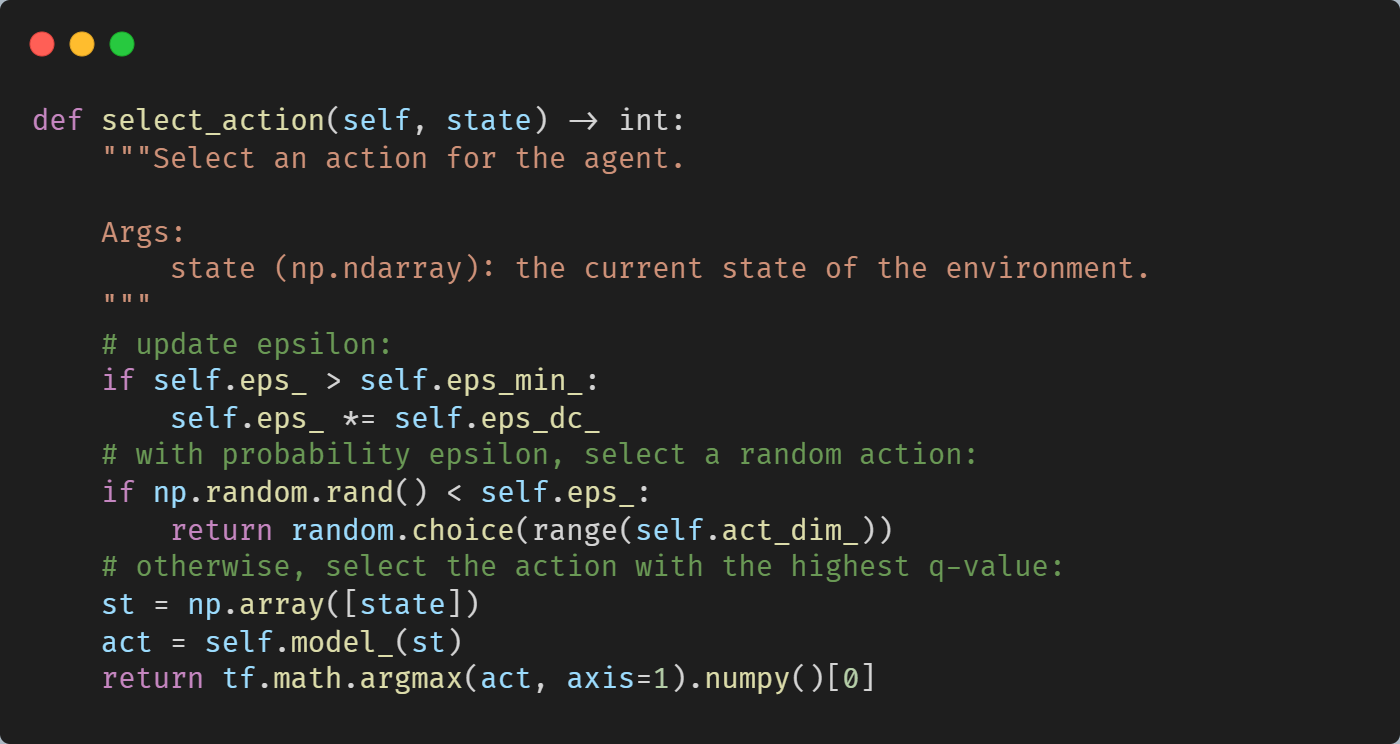 def select_action(self, state) -> int:
    """Select an action for the agent.

    Args:
        state (np.ndarray): the current state of the environment.
    """
    # update epsilon:
    if self.eps_ > self.eps_min_:
        self.eps_ *= self.eps_dc_
    # with probability epsilon, select a random action:
    if np.random.rand() < self.eps_:
        return random.choice(range(self.act_dim_))
    # otherwise, select the action with the highest q-value:
    st = np.array([state])
    act = self.model_(st)
    return tf.math.argmax(act, axis=1).numpy()[0]